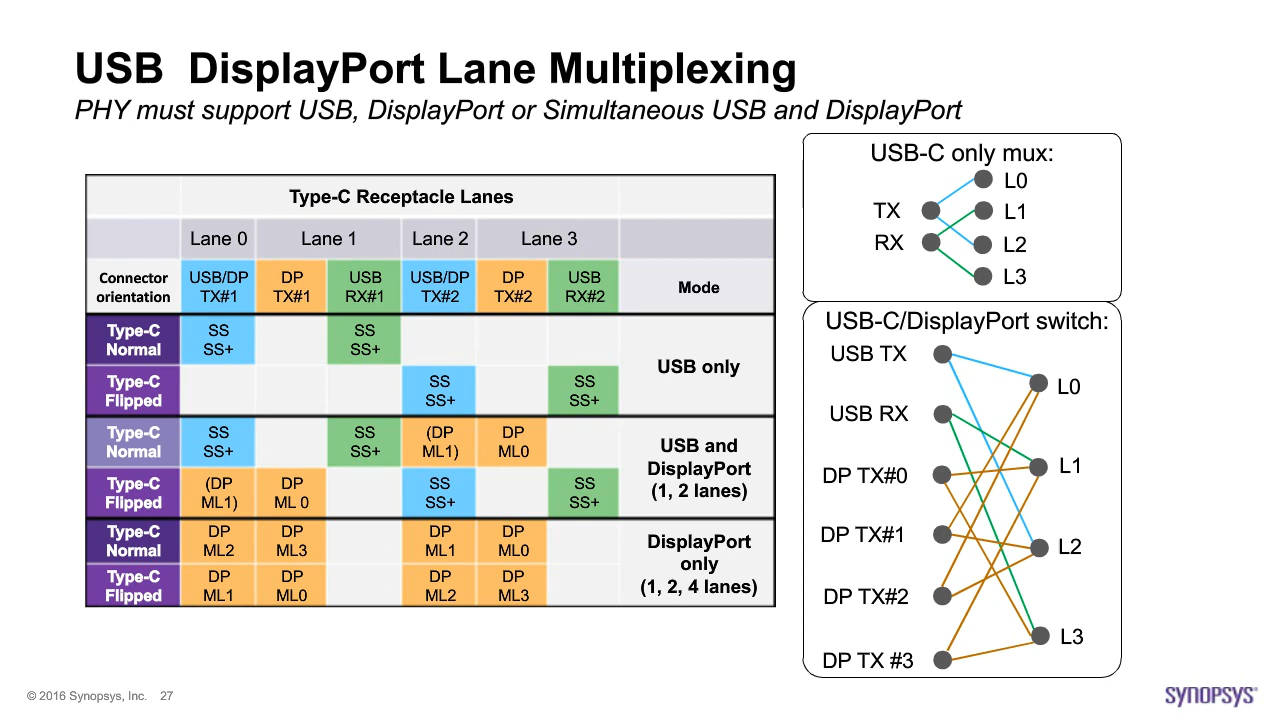 USB  DisplayPort Lane Multiplexing
PHY must support USB, DisplayPort or Simultaneous USB and DisplayPort
Type-C Receptacle Lanes
Lane 0 Lane 1 Lane 2 Lane 3
Connector orientation USB/DP TX#1 DP TX#1 USB RX#1 USB/DP TX#2 DP TX#2 USB RX#2 Mode
Type-C Normal SS SS+ SS SS+ USB only
Type-C Flipped SS SS+ SS SS+
Type-C Normal SS SS+ SS SS+ (DP ML1) DP ML0 USB and DisplayPort (1, 2 lanes)
Type-C Flipped (DP ML1) DP ML 0 SS SS+ SS SS+
Type-C Normal DP ML2 DP ML3 DP ML1 DP ML0 DisplayPort only (1, 2, 4 lanes)
Type-C Flipped DP ML1 DP ML0 DP ML2 DP ML3
USB-C only mux:
L0
TX L1
RX L2
L3
USB-C/DisplayPort switch:
USB TX
L0
USB RX
L1
DP TX#0
DP TX#1
L2
DP TX#2
L3
DP TX #3
© 2016 Synopsys, Inc. 27
SYNOPSYS